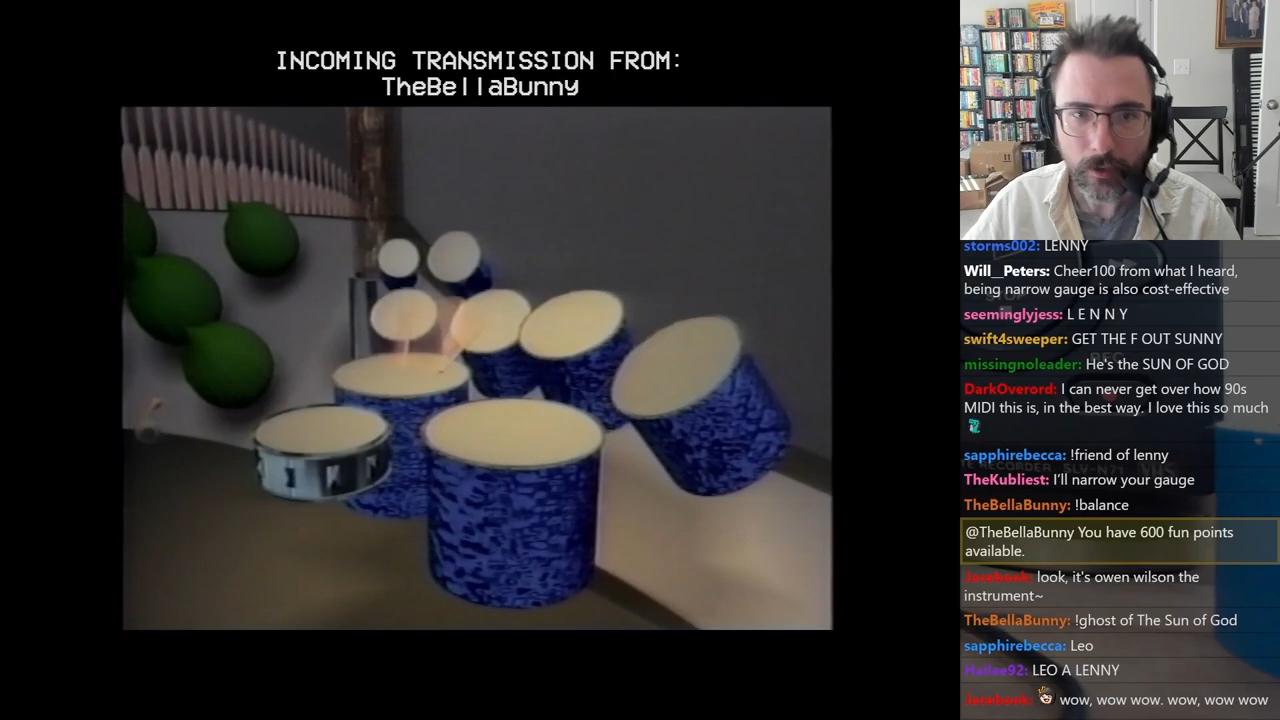 INCOMING TRANSMISSION FROM:
TheBellaBunny
storms002: LENNY
Will__Peters: Cheer100 from what I heard,
being narrow gauge is also cost-effective
seeminglyjess: L E N N Y
swift4sweeper: GET THE F OUT SUNNY
missingnoleader: He's the SUN OF GOD
DarkOverord: I can never get over how 90s
MIDI this is, in the best way. I love this so much
sapphirebecca: !friend of lenny
TheKubliest: I'll narrow your gauge
TheBellaBunny: !balance
@TheBellaBunny You have 600 fun points
available.
look, it's owen wilson the
instrument~
TheBellaBunny: !ghost of The Sun of God
sapphirebecca: Leo
Hailee92: LEO A LENNY
wow, wow wow. wow, wow wow